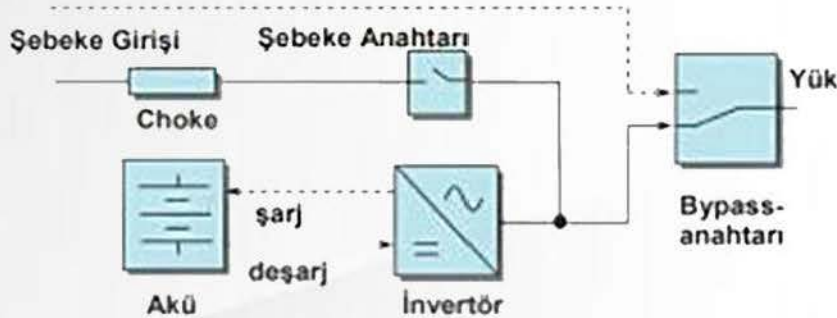 Şebeke Girişi
Şebeke Anahtarı
Yük
Choke
şarj
deşarj
Bypass-
anahtarı
Akü
İnvertör